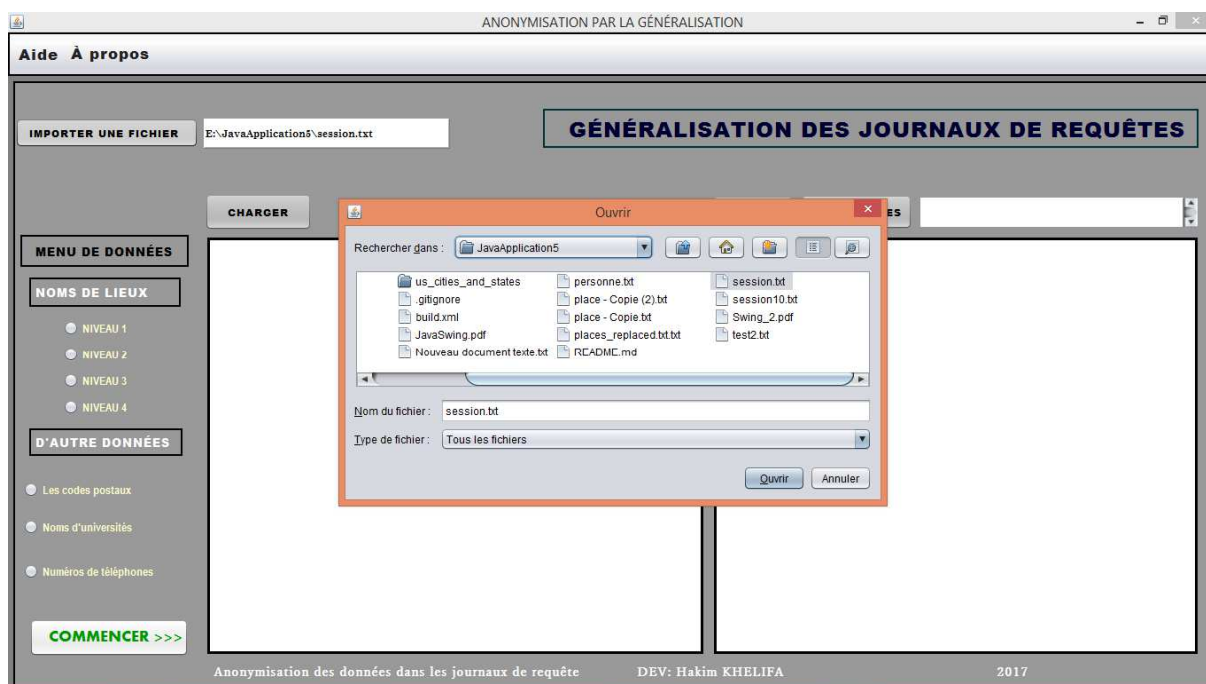 ANONYMISATION PAR LA GÉNÉRALISATION
Aide À propos
IMPORTER UNE FICHIER
E:\JavaApplication5\session.txt
GÉNÉRALISATION DES JOURNAUX DE REQUÊTES
CHARGER
ES
Ouvrir
Rechercher dans : JavaApplication5
us_cities_and_states
.gitignore
build.xml
JavaSwing.pdf
Nouveau document texte.txt
personne.txt
place - Copie (2).txt
place - Copie.txt
places_replaced.txt.txt
README.md
session.txt
session10.txt
Swing_2.pdf
test2.txt
Nom du fichier : session.txt
Type de fichier : Tous les fichiers
Ouvrir Annuler
MENU DE DONNÉES
NOMS DE LIEUX
NIVEAU 1
NIVEAU 2
NIVEAU 3
NIVEAU 4
D'AUTRE DONNÉES
Les codes postaux
Noms d'universités
Numéros de téléphones
COMMENCER >>>
Anonymisation des données dans les journaux de requête DEV: Hakim KHELIFA 2017